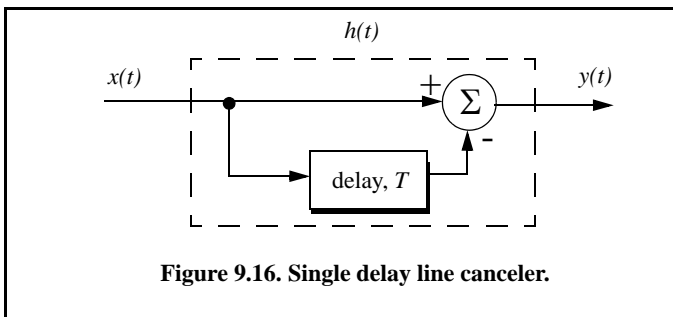 h(t)
x(t)
y(t)
+
Σ
-
delay, T
Figure 9.16. Single delay line canceler.